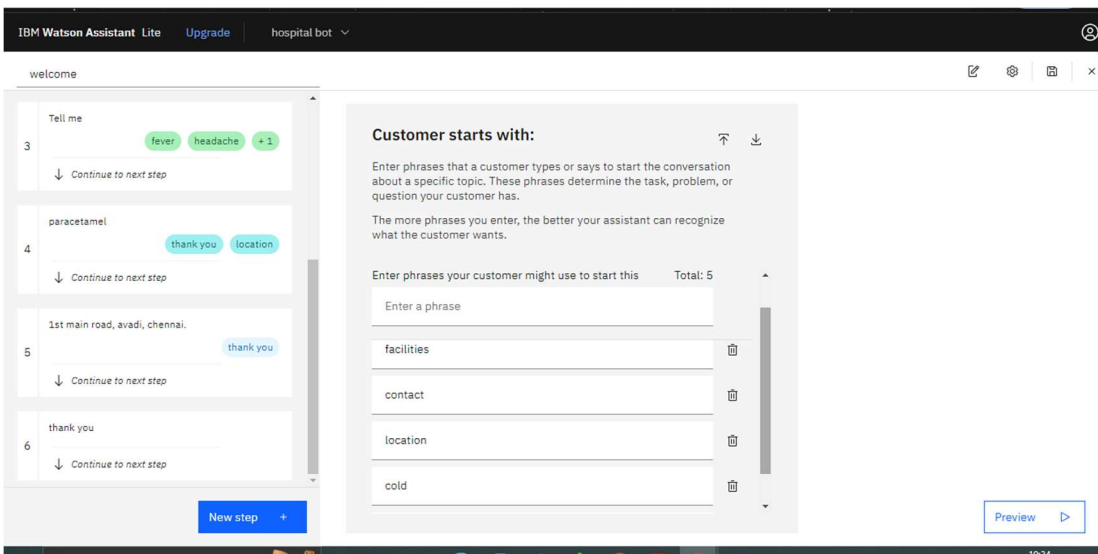 IBM Watson Assistant Lite Upgrade hospital bot
welcome
3
Tell me
fever headache + 1
Continue to next step
4
paracetamel
thank you location
Continue to next step
5
1st main road, avadi, chennai.
thank you
Continue to next step
6
thank you
Continue to next step
New step +
Customer starts with:
Enter phrases that a customer types or says to start the conversation
about a specific topic. These phrases determine the task, problem, or
question your customer has.
The more phrases you enter, the better your assistant can recognize
what the customer wants.
Enter phrases your customer might use to start this Total: 5
Enter a phrase
facilities
contact
location
cold
Preview